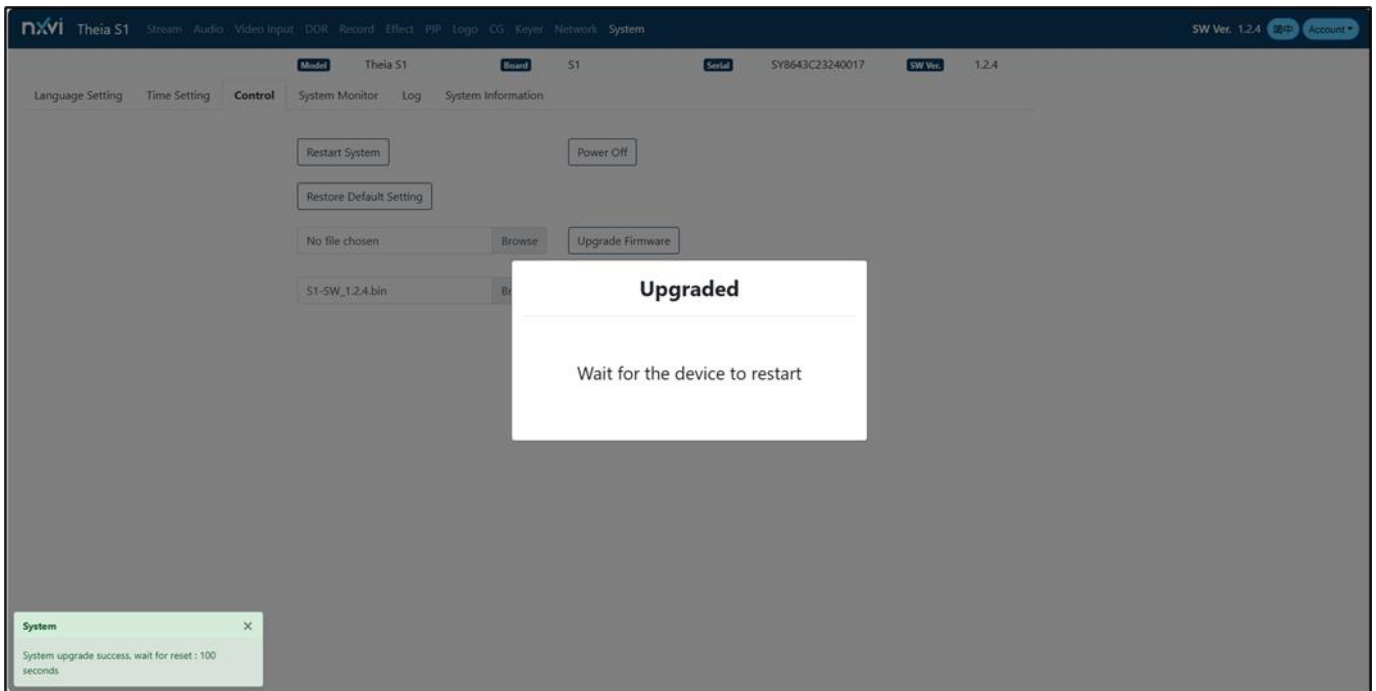 nxvi Theia S1 Stream Audio Video Input DDR Record Effect PIP Logo CG Keyer Network System SW Ver. 1.2.4 简中 Account
Model Theia S1 Board S1 Serial SY8643C23240017 SW Ver. 1.2.4
Language Setting Time Setting Control System Monitor Log System Information
Restart System Power Off
Restore Default Setting
No file chosen Browse Upgrade Firmware
S1-SW_1.2.4.bin
Upgraded
Wait for the device to restart
System
System upgrade success, wait for reset : 100
seconds